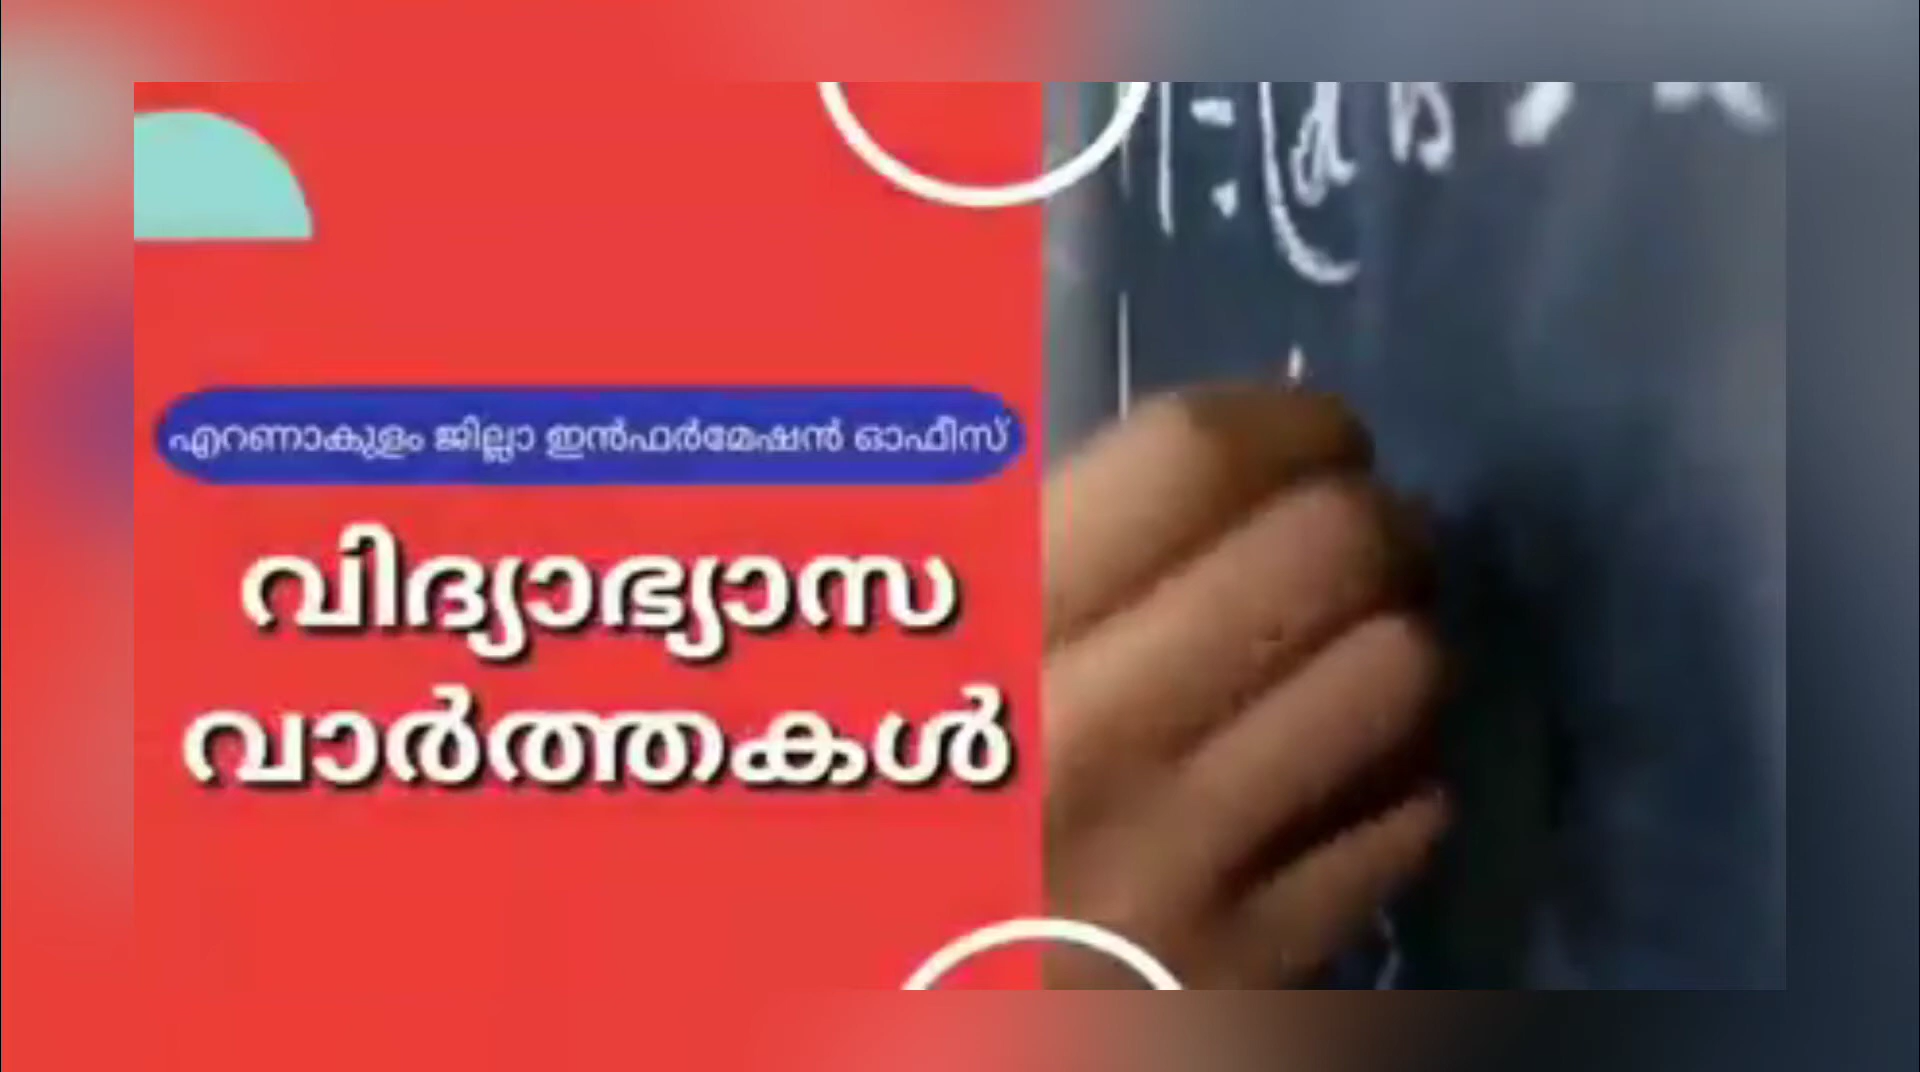 എറണാകുളം ജില്ലാ ഇൻഫർമേഷൻ ഓഫീസ്
വിദ്യാഭ്യാസ
വാർത്തകൾ